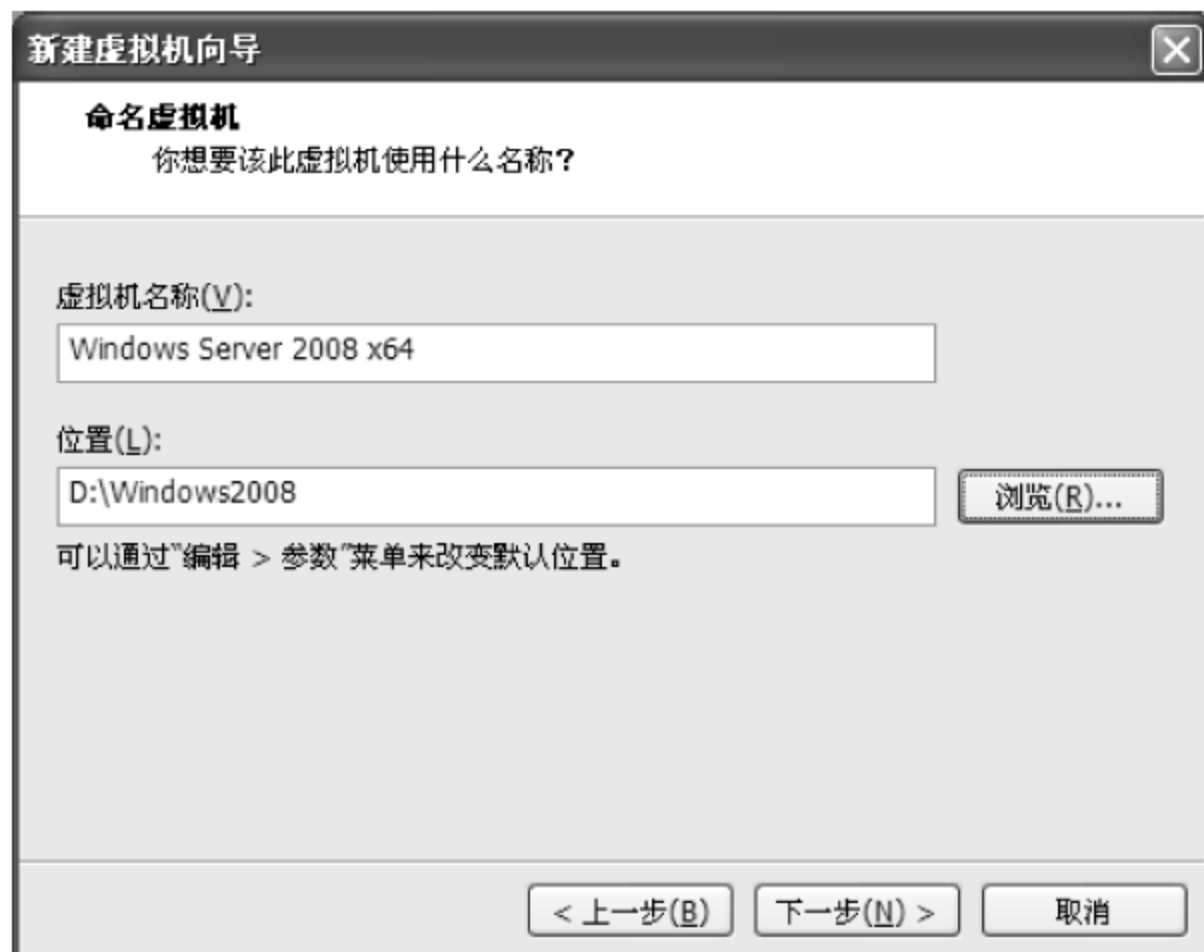 新建虚拟机向导
命名虚拟机
你想要该此虚拟机使用什么名称?
虚拟机名称(V):
Windows Server 2008 x64
位置(L):
D:\Windows2008
浏览(R)...
可以通过"编辑 > 参数"菜单来改变默认位置。
< 上一步(B) 下一步(N) > 取消